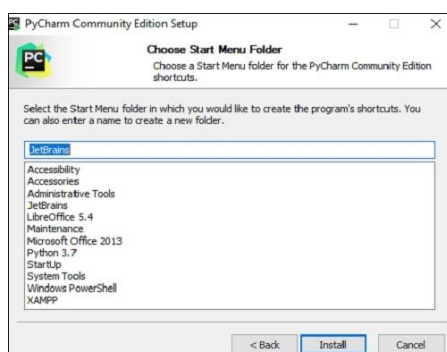 PyCharm Community Edition Setup
PC
Choose Start Menu Folder
Choose a Start Menu folder for the PyCharm Community Edition
shortcuts.
Select the Start Menu folder in which you would like to create the program's shortcuts. You
can also enter a name to create a new folder.
JetBrains
Accessibility
Accessories
Administrative Tools
JetBrains
LibreOffice 5.4
Maintenance
Microsoft Office 2013
Python 3.7
StartUp
System Tools
Windows PowerShell
XAMPP
< Back Install Cancel